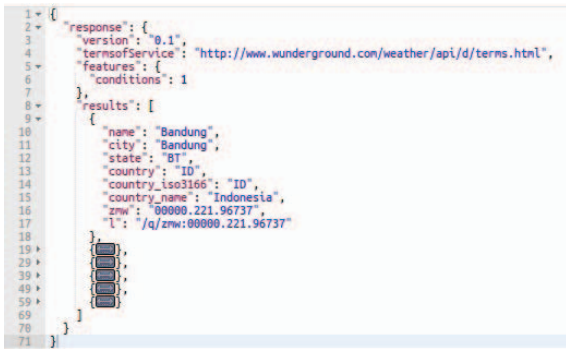 1 {
2 "response": {
3 "version": "0.1",
4 "termsofService": "http://www.wunderground.com/weather/api/d/terms.html",
5 "features": {
6 "conditions": 1
7 },
8 "results": [
9 {
10 "name": "Bandung",
11 "city": "Bandung",
12 "state": "BT",
13 "country": "ID",
14 "country_iso3166": "ID",
15 "country_name": "Indonesia",
16 "zmw": "00000.221.96737",
17 "l": "/q/zmw:00000.221.96737"
18 },
19 {},
29 {},
39 {},
49 {},
59 {}
69 ]
70 }
71 }